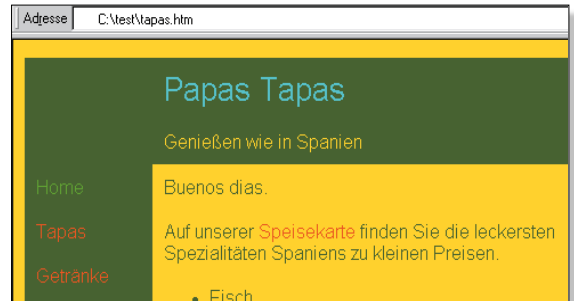 Adresse C:\test\tapas.htm
Papas Tapas
Genießen wie in Spanien
Home
Tapas
Getränke
Buenos dias.
Auf unserer Speisekarte finden Sie die leckersten
Spezialitäten Spaniens zu kleinen Preisen.
• Fisch